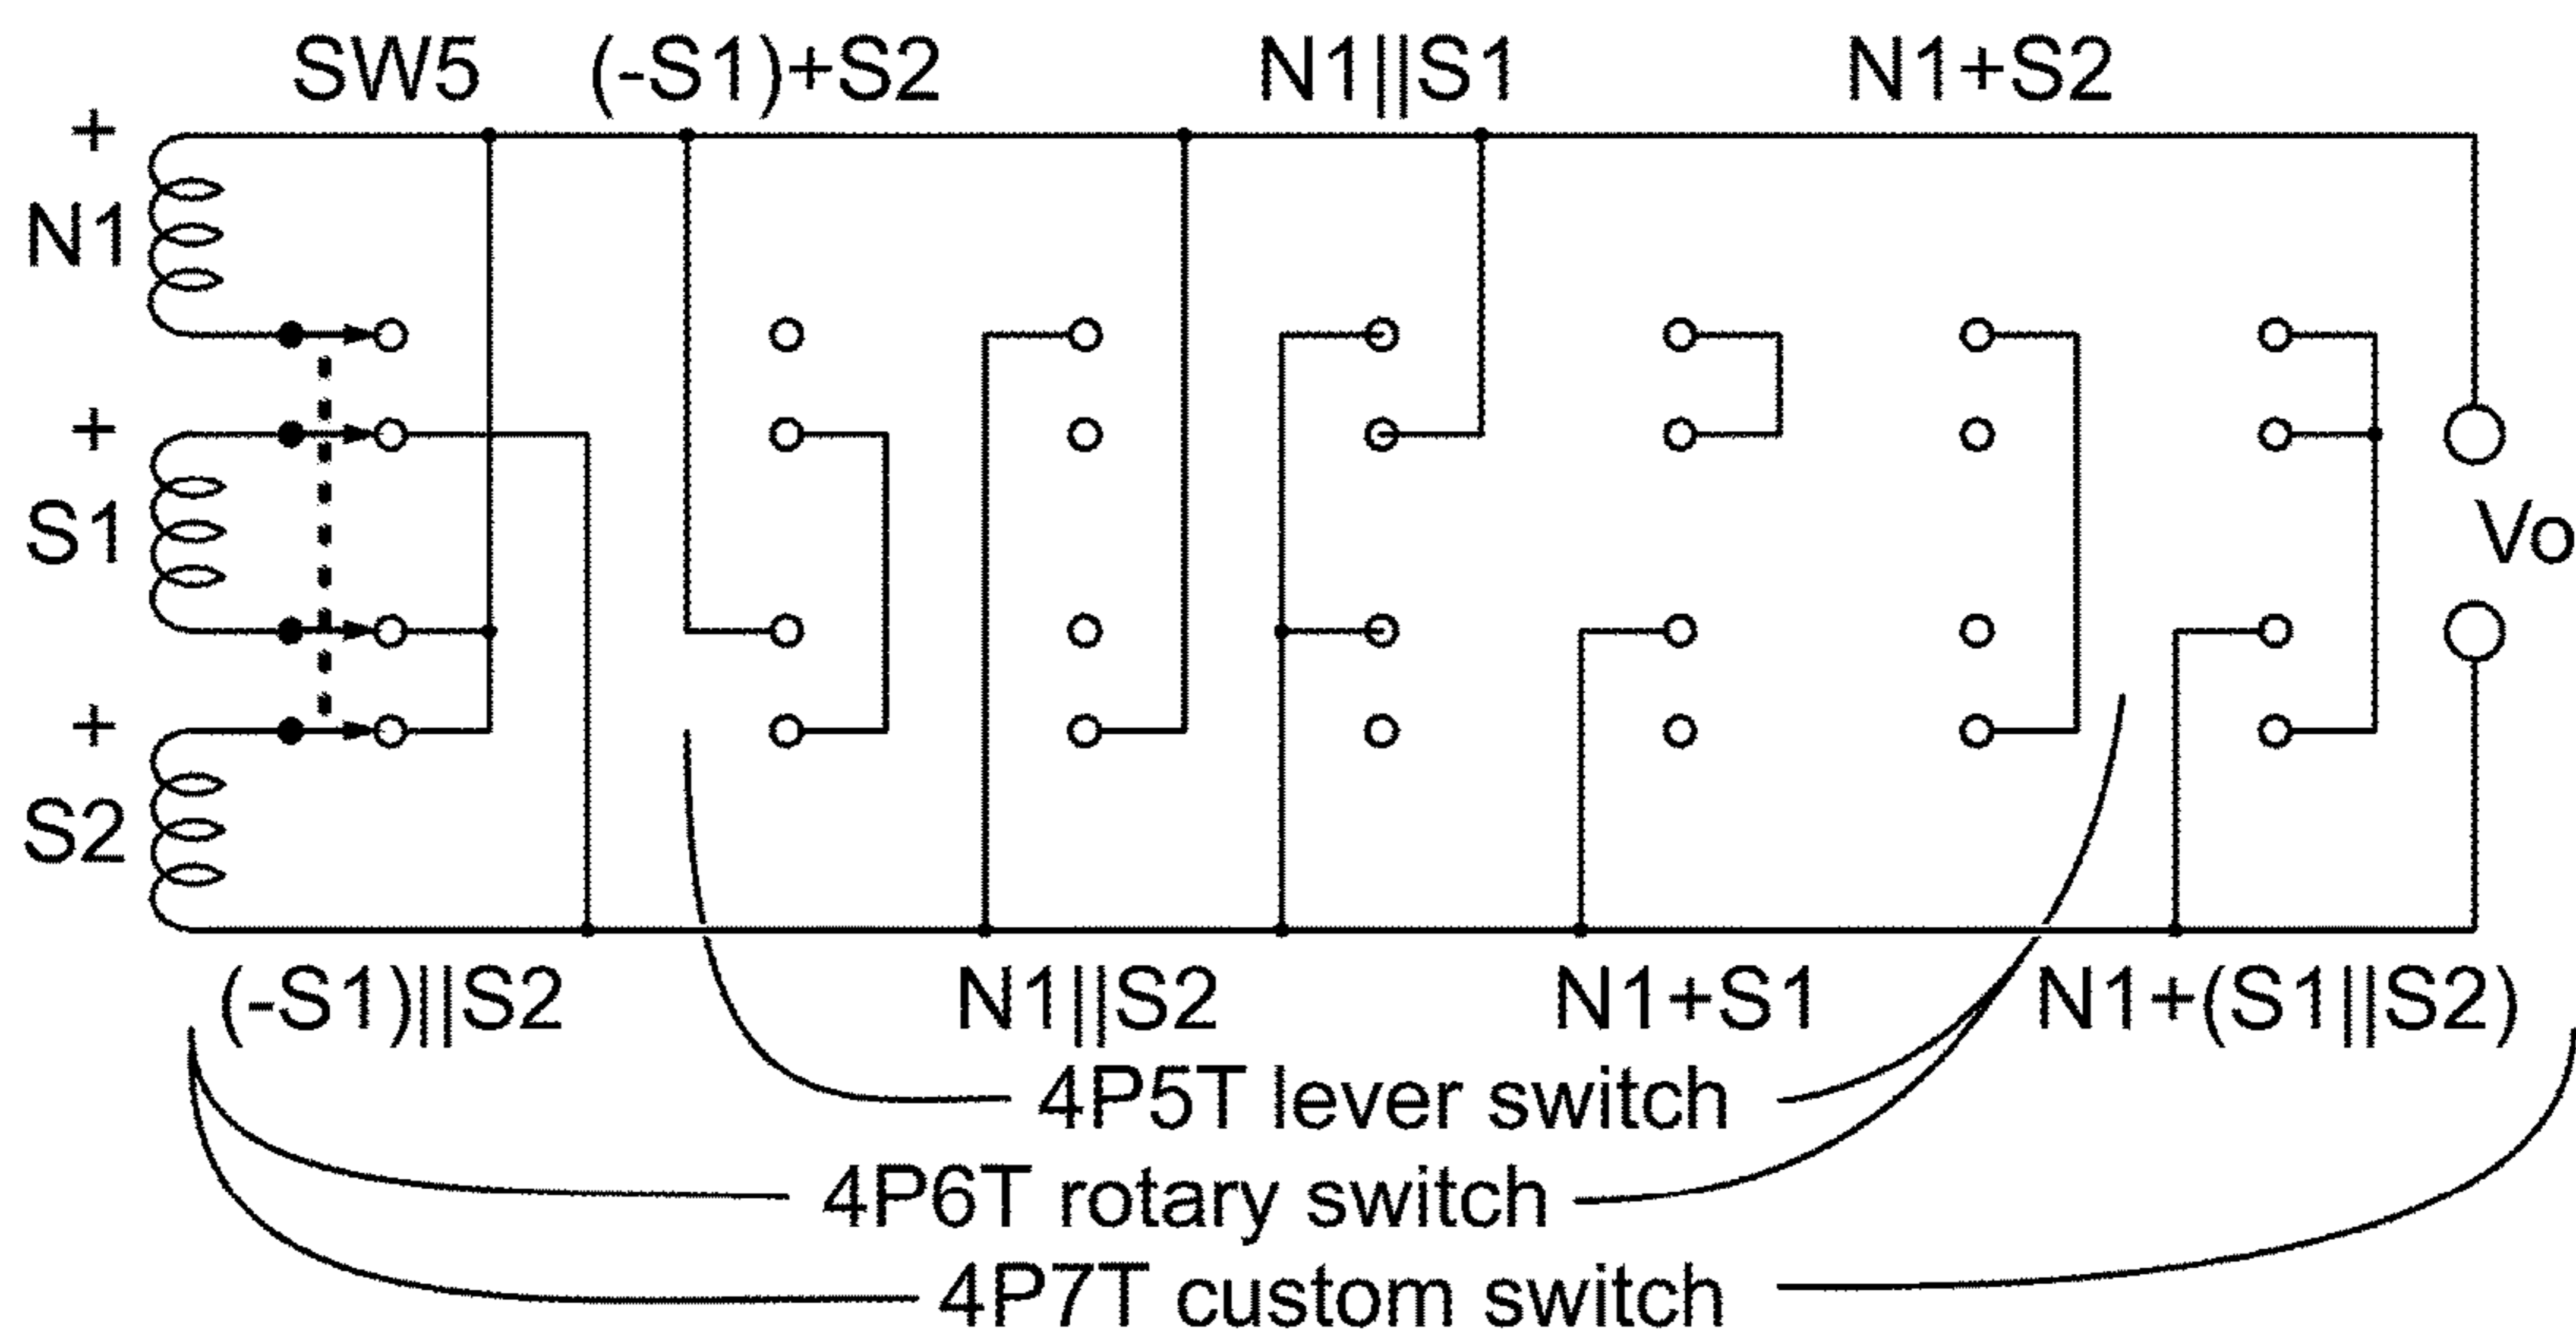 SW5 (-S1)+S2 N1||S1 N1+S2
+
N1
+
S1
Vo
+
S2
(-S1)||S2 N1||S2 N1+S1 N1+(S1||S2)
4P5T lever switch
4P6T rotary switch
4P7T custom switch